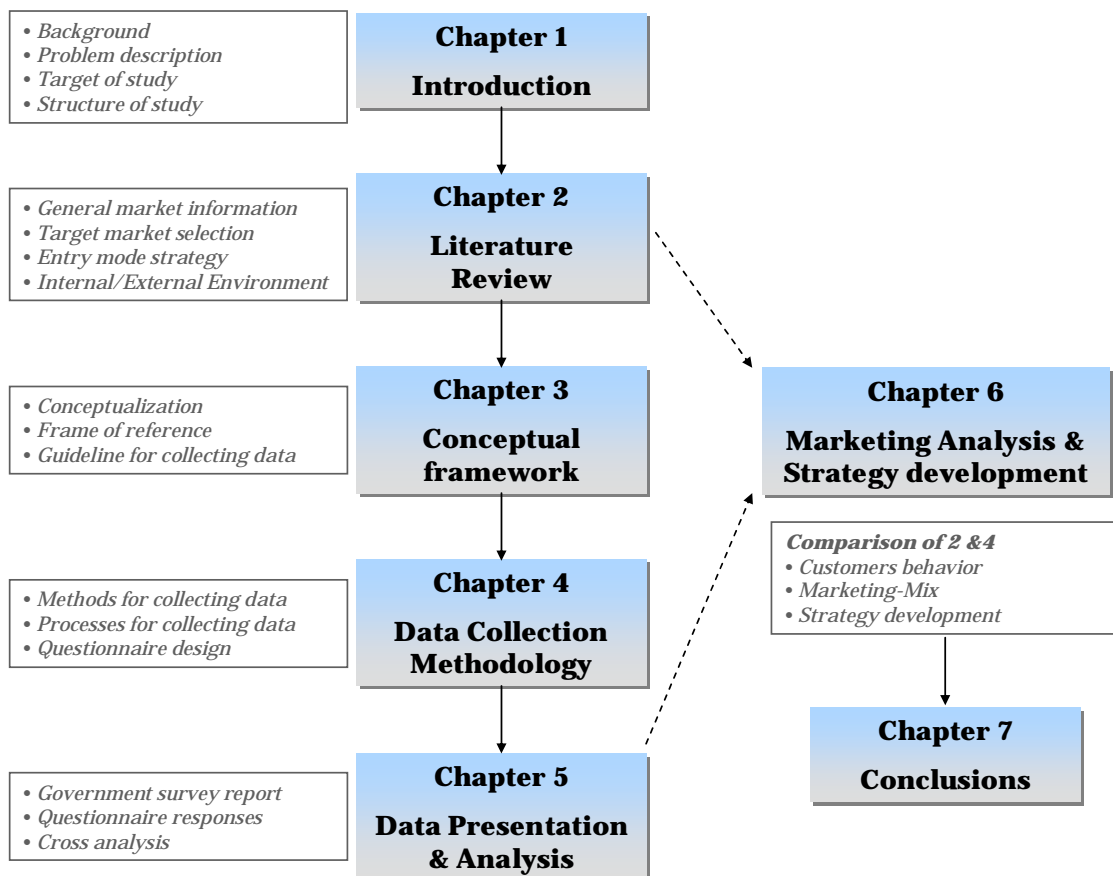 • Background
• Problem description
• Target of study
• Structure of study
Chapter 1
Introduction
• General market information
• Target market selection
• Entry mode strategy
• Internal/External Environment
Chapter 2
Literature
Review
• Conceptualization
• Frame of reference
• Guideline for collecting data
Chapter 3
Conceptual
framework
• Methods for collecting data
• Processes for collecting data
• Questionnaire design
Chapter 4
Data Collection
Methodology
• Government survey report
• Questionnaire responses
• Cross analysis
Chapter 5
Data Presentation
& Analysis
Chapter 6
Marketing Analysis &
Strategy development
Comparison of 2 &4
• Customers behavior
• Marketing-Mix
• Strategy development
Chapter 7
Conclusions